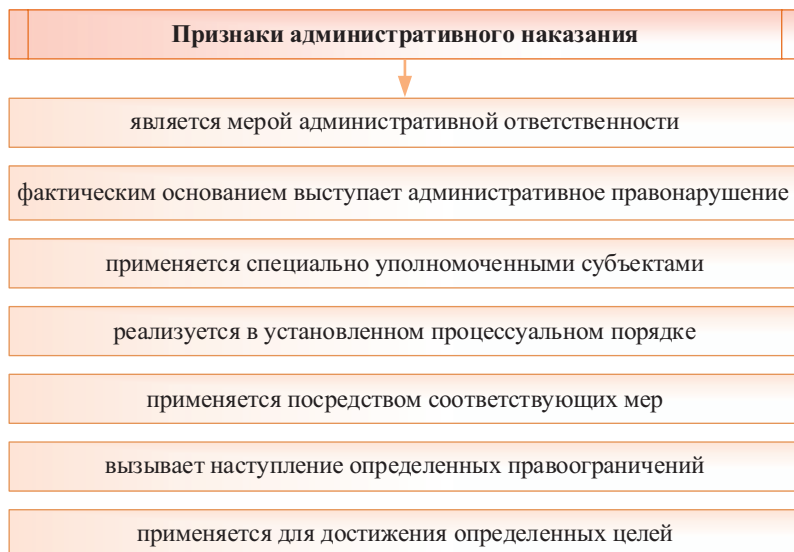 Признаки административного наказания
является мерой административной ответственности
фактическим основанием выступает административное правонарушение
применяется специально уполномоченными субъектами
реализуется в установленном процессуальном порядке
применяется посредством соответствующих мер
вызывает наступление определенных правоограничений
применяется для достижения определенных целей